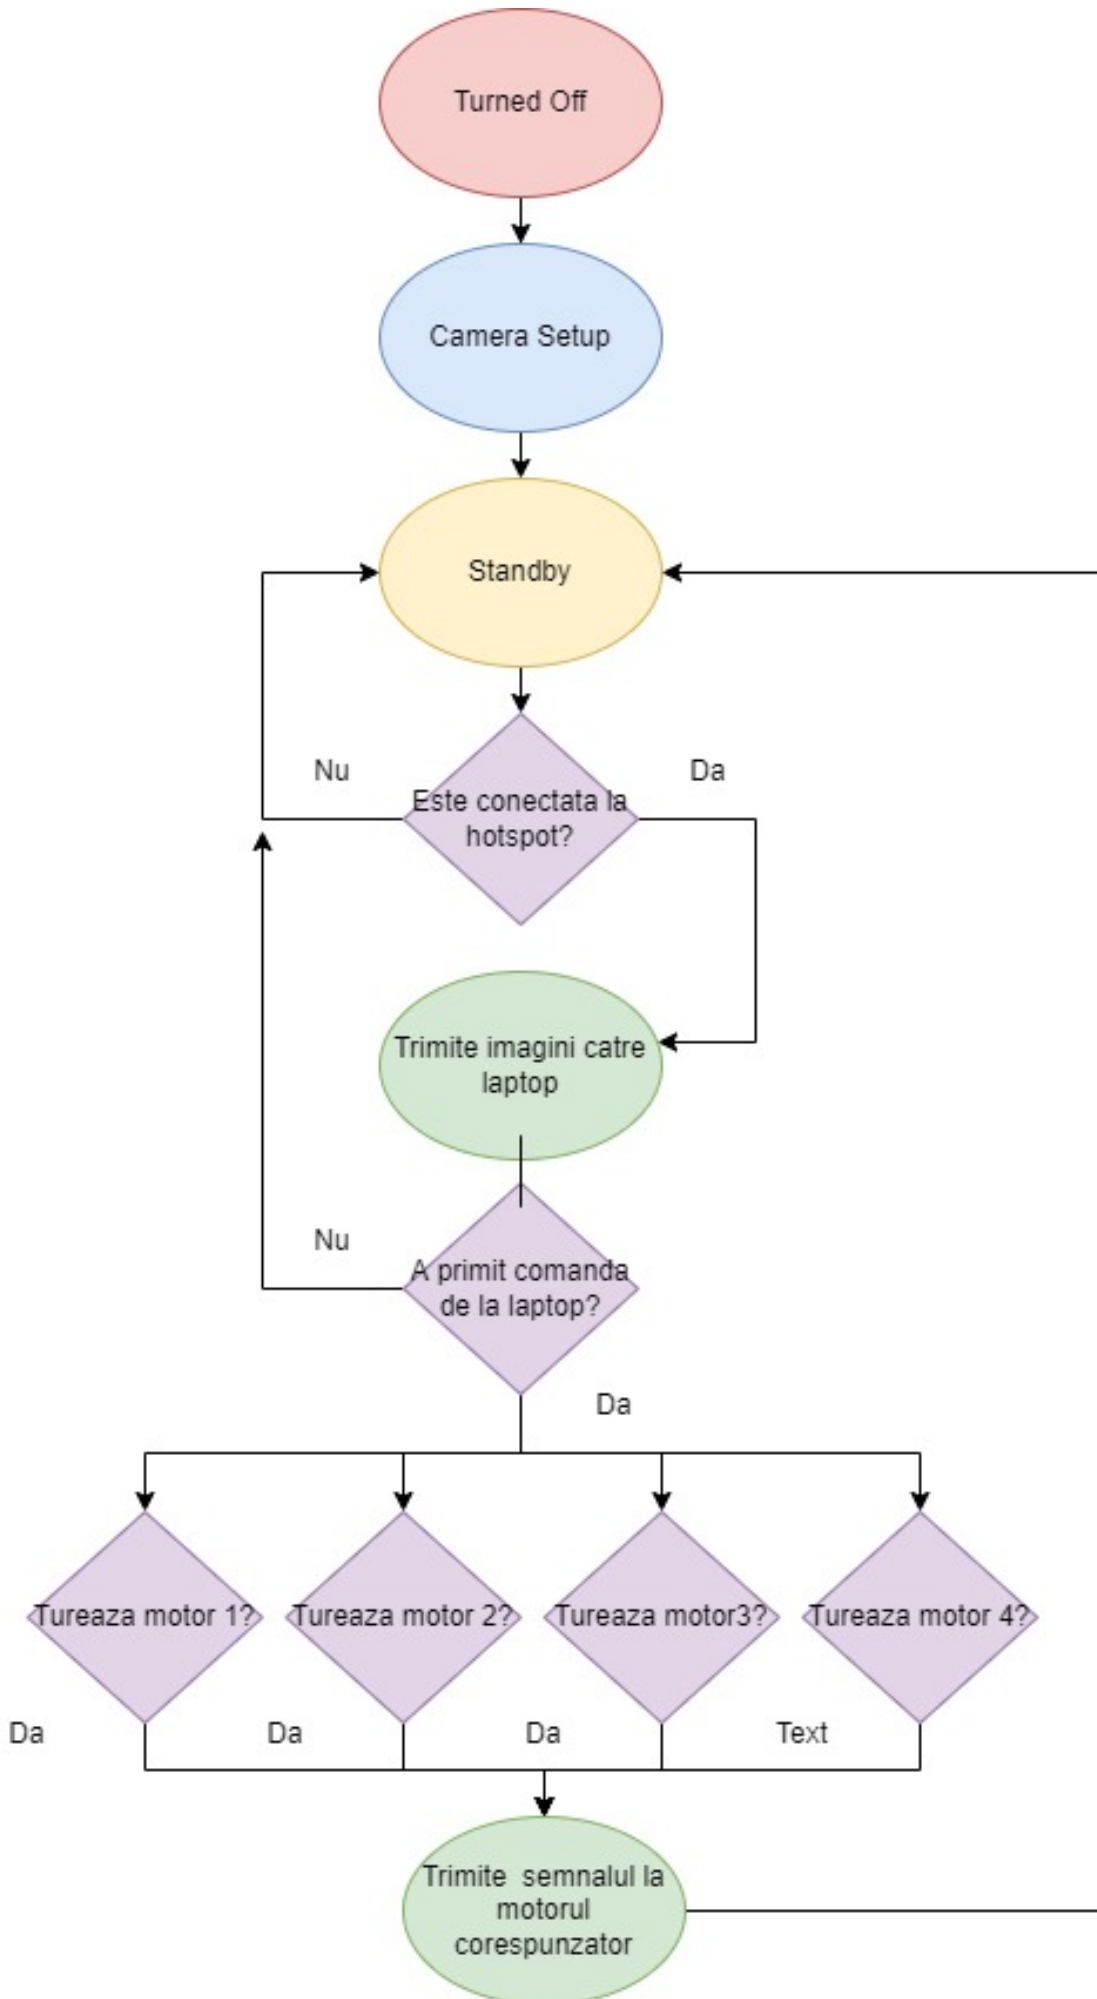 Turned Off
Camera Setup
Standby
Nu
Da
Este conectata la
hotspot?
Trimite imagini catre
laptop
Nu
A primit comanda
de la laptop?
Da
Tureaza motor 1?
Tureaza motor 2?
Tureaza motor3?
Tureaza motor 4?
Da
Da
Da
Text
Trimite  semnalul la
motorul
corespunzator